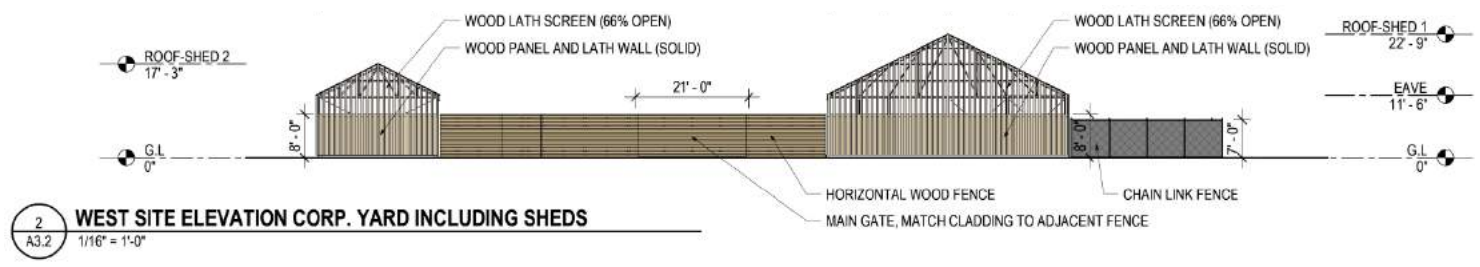 WOOD LATH SCREEN (66% OPEN)
WOOD PANEL AND LATH WALL (SOLID)
ROOF-SHED 2
17' - 3"
21' - 0"
8' - 0"
G.L
0"
WOOD LATH SCREEN (66% OPEN)
WOOD PANEL AND LATH WALL (SOLID)
ROOF-SHED 1
22' - 9"
EAVE
11' - 6"
8' - 0"
7' - 0"
G.L
0"
HORIZONTAL WOOD FENCE
CHAIN LINK FENCE
MAIN GATE, MATCH CLADDING TO ADJACENT FENCE
2
A3.2
WEST SITE ELEVATION CORP. YARD INCLUDING SHEDS
1/16" = 1'-0"